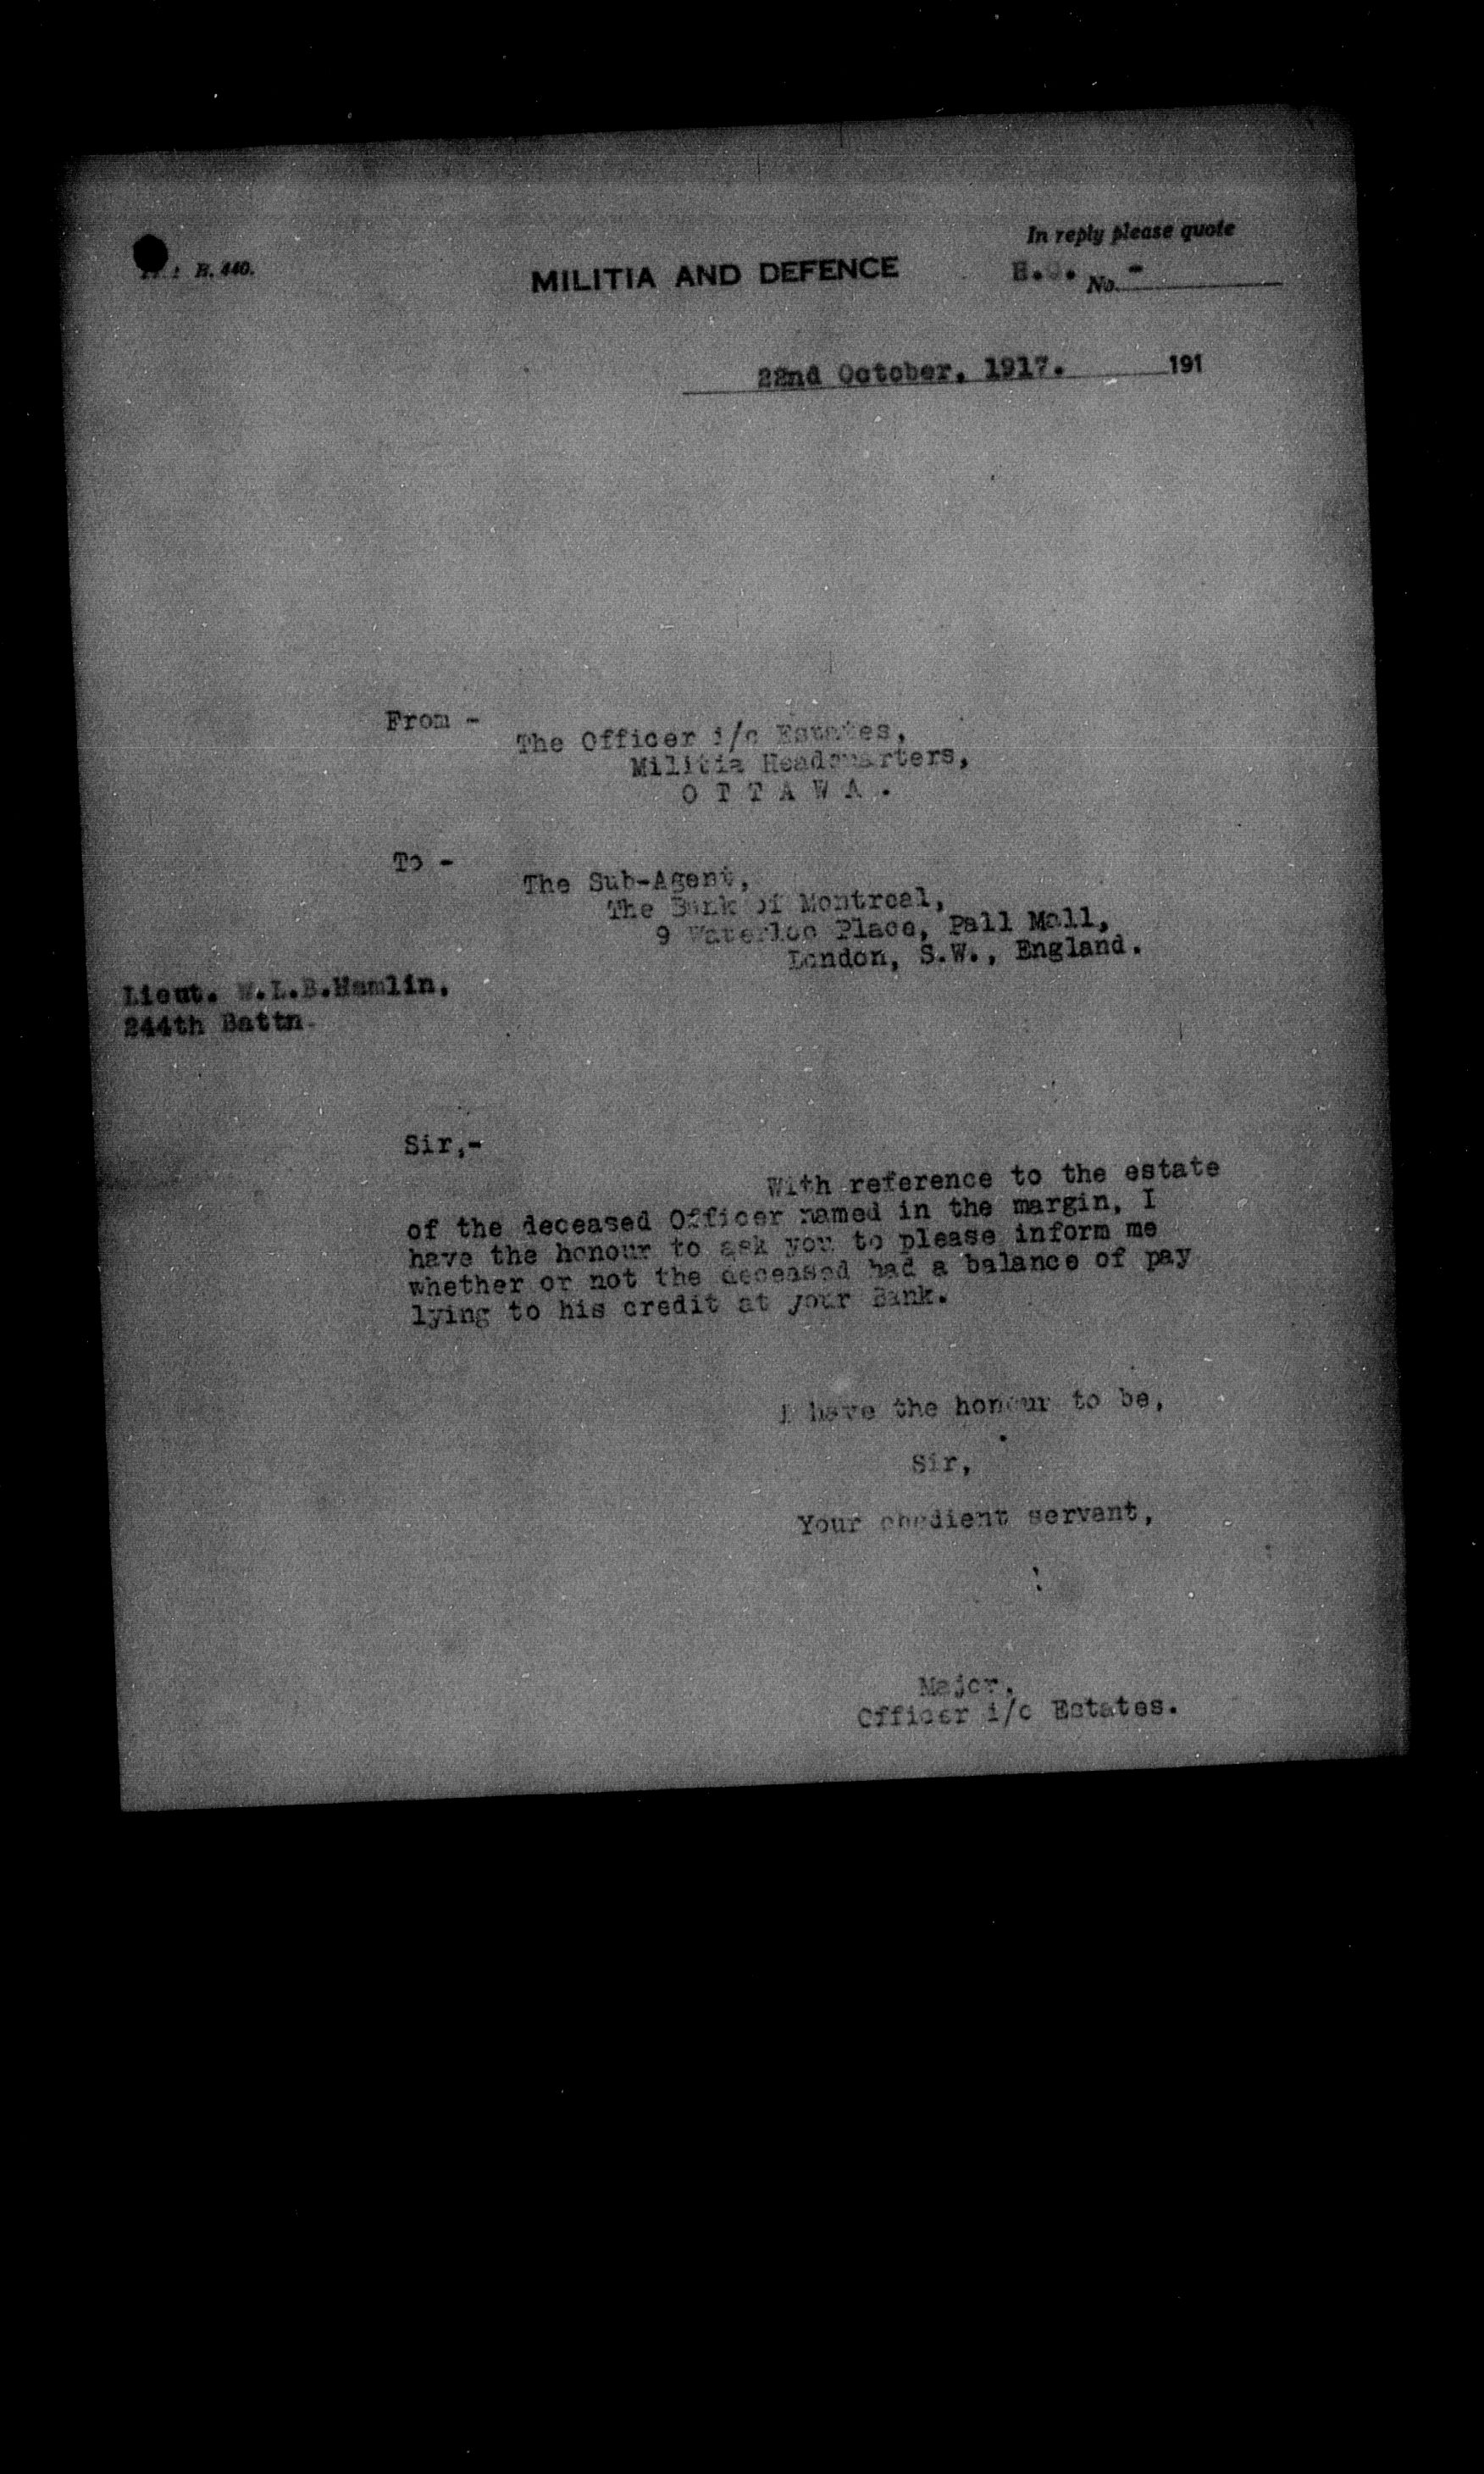 B. 440.
In reply please quote
MILITIA AND DEFENCE
No. -
22nd October, 1917. 191
From -
The Officer i/c Estates,
Militia Headquarters,
O T T A W A .
To -
The Sub-Agent,
The Bank of Montreal,
9 Waterloo Place, Pall Mall,
London, S.W., England.
Lieut. W.L.B.Hamlin,
244th Battn.
Sir,-
With reference to the estate
of the deceased Officer named in the margin, I
have the honour to ask you to please inform me
whether or not the deceased had a balance of pay
lying to his credit at your Bank.
I have the honour to be,
Sir,
Your obedient servant,
Major,
Officer i/c Estates.